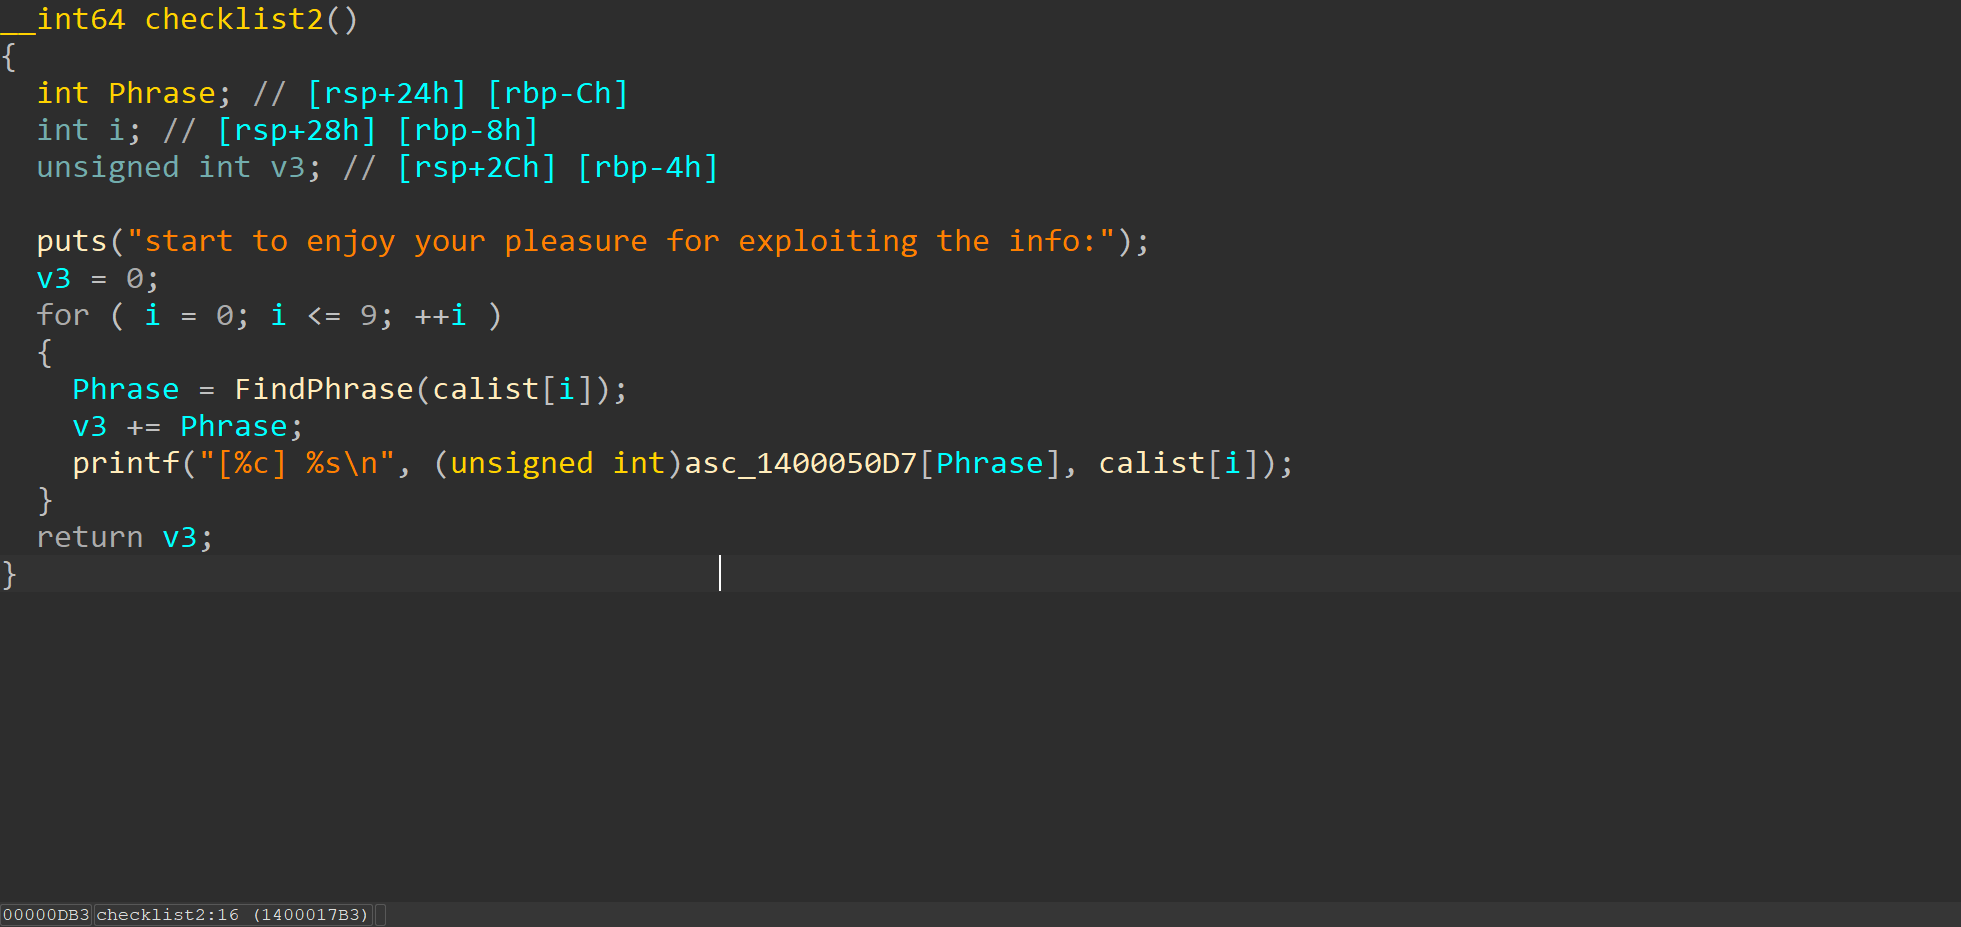 __int64 checklist2()
{
  int Phrase; // [rsp+24h] [rbp-Ch]
  int i; // [rsp+28h] [rbp-8h]
  unsigned int v3; // [rsp+2Ch] [rbp-4h]

  puts("start to enjoy your pleasure for exploiting the info:");
  v3 = 0;
  for ( i = 0; i <= 9; ++i )
  {
    Phrase = FindPhrase(calist[i]);
    v3 += Phrase;
    printf("[%c] %s\n", (unsigned int)asc_1400050D7[Phrase], calist[i]);
  }
  return v3;
}
00000DB3 checklist2:16 (1400017B3)